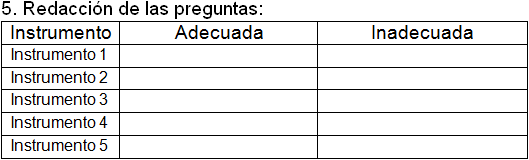 5. Redacción de las preguntas:
Instrumento Adecuada Inadecuada
Instrumento 1
Instrumento 2
Instrumento 3
Instrumento 4
Instrumento 5